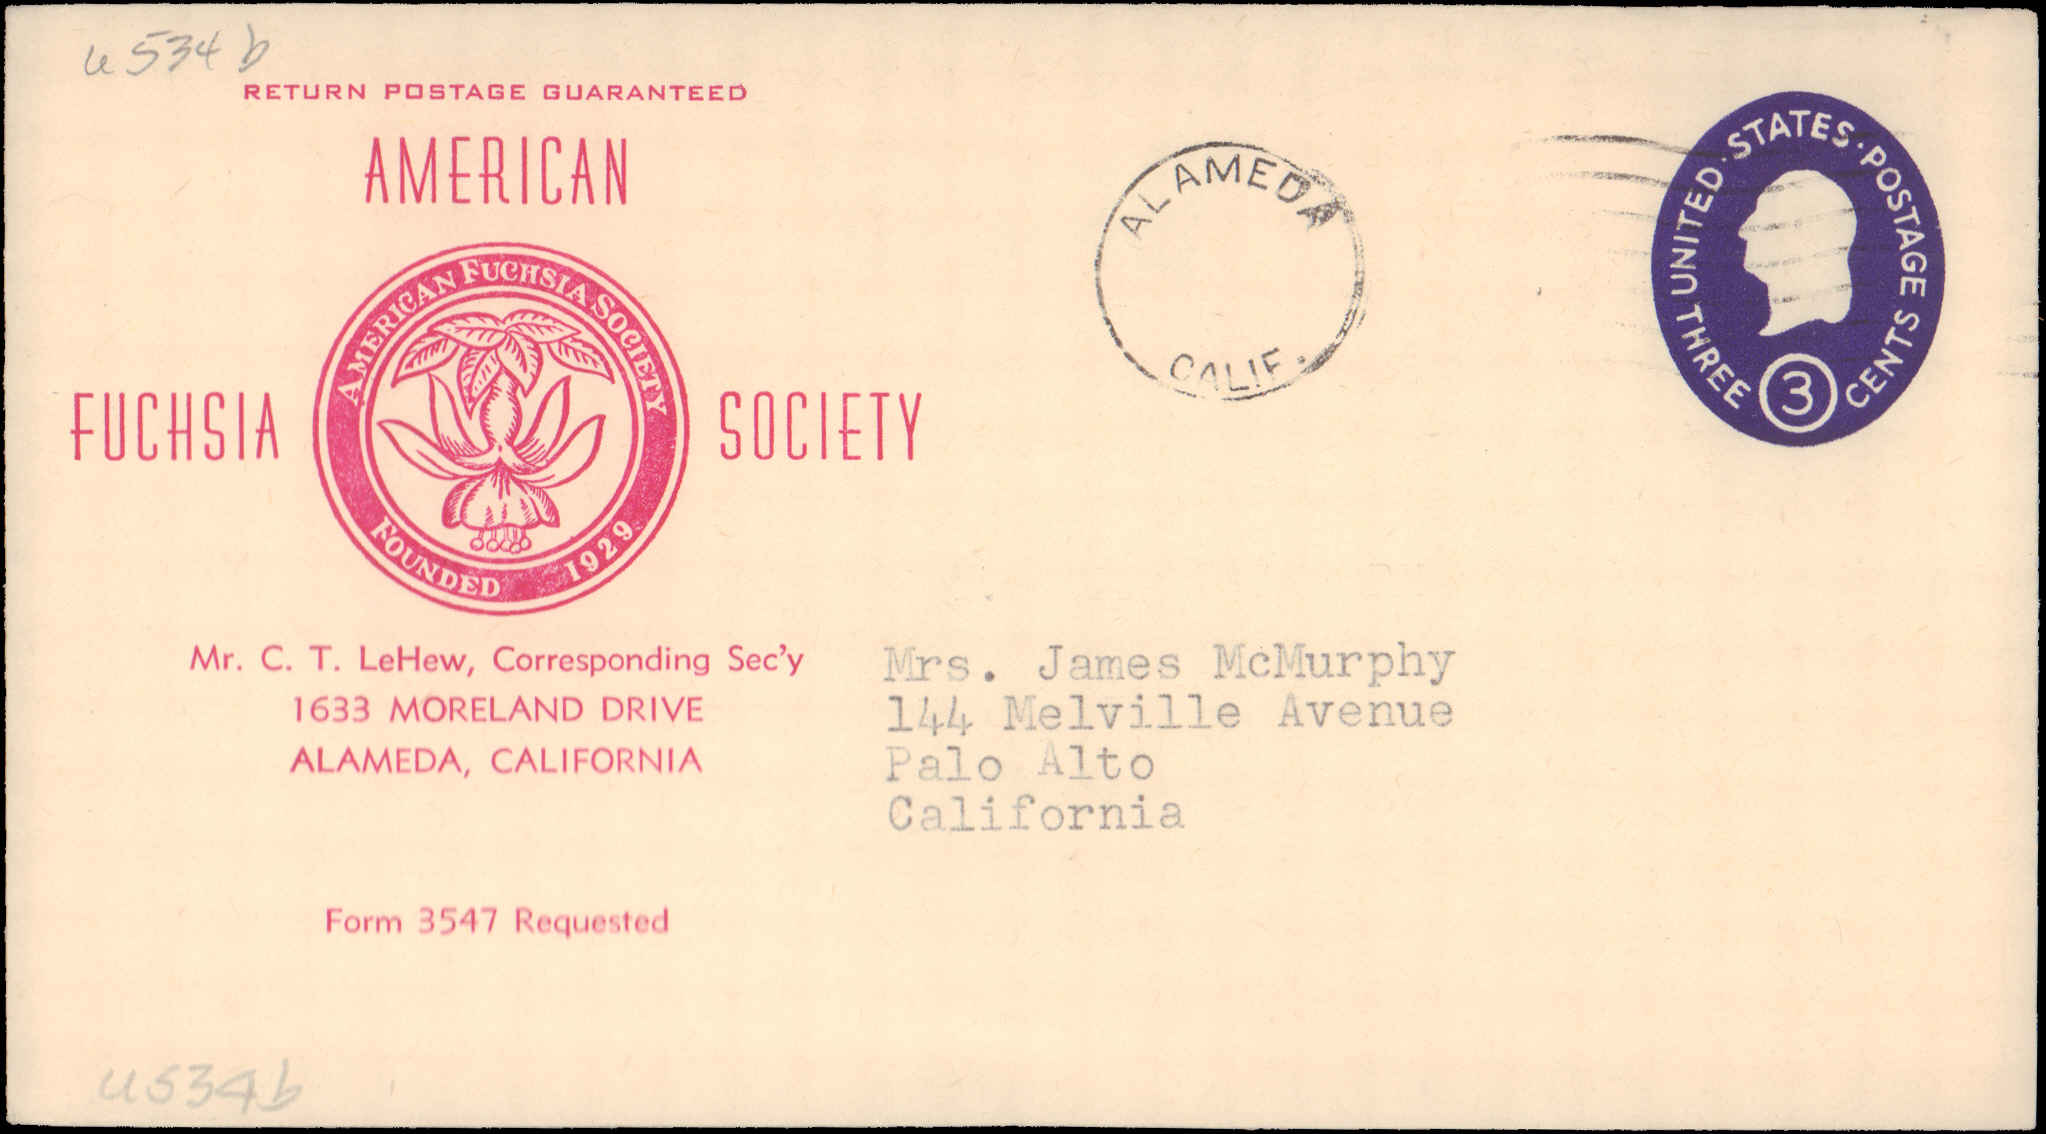 u534b
RETURN POSTAGE GUARANTEED
AMERICAN
FUCHSIA SOCIETY
AMERICAN FUCHSIA SOCIETY
FOUNDED 1929
Mr. C. T. LeHew, Corresponding Sec'y
1633 MORELAND DRIVE
ALAMEDA, CALIFORNIA
Form 3547 Requested
u534b
ALAMEDA
CALIF.
UNITED·STATES·POSTAGE
THREE 3 CENTS
Mrs. James McMurphy
144 Melville Avenue
Palo Alto
California